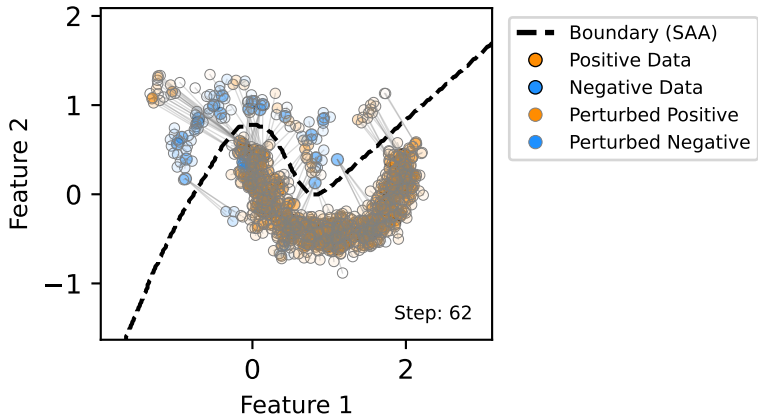 2
1
0
−1
Feature 2
0
2
Feature 1
Step: 62
Boundary (SAA)
Positive Data
Negative Data
Perturbed Positive
Perturbed Negative